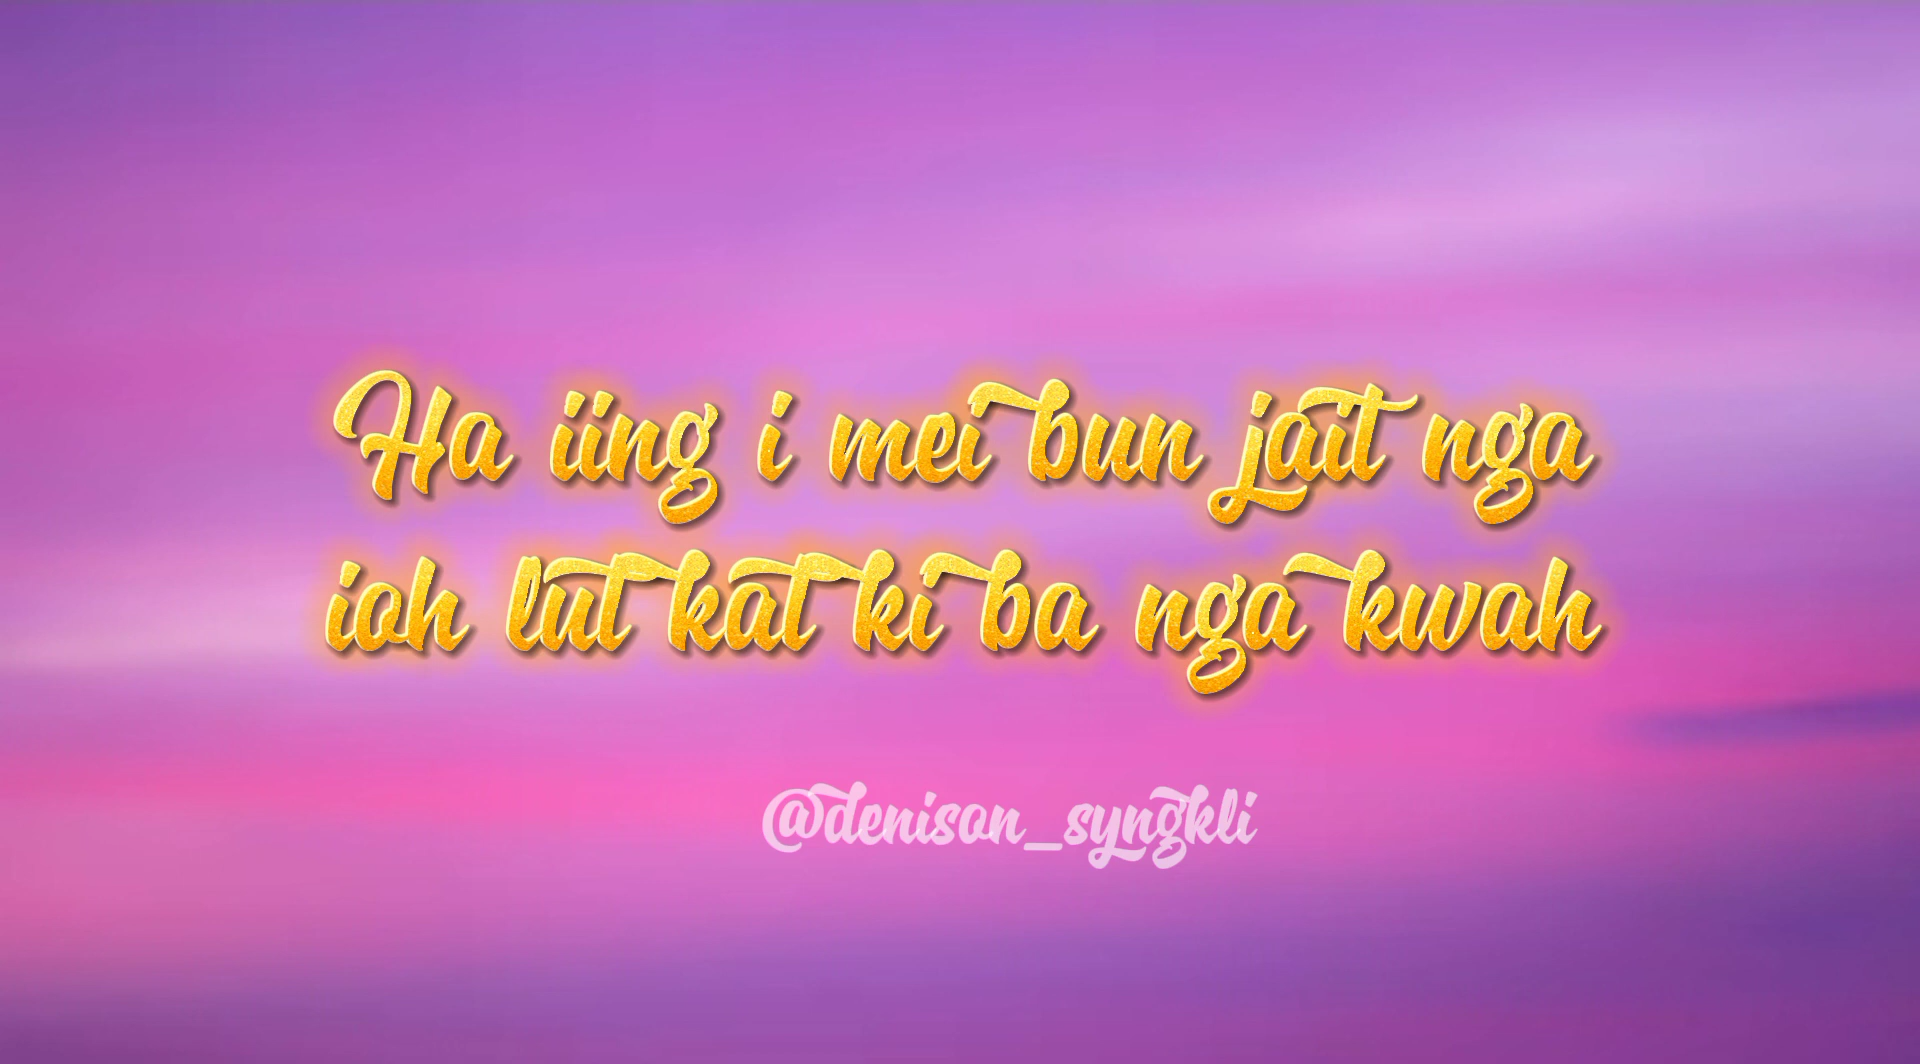 Ha iing i mei bun jait nga
ioh lut kat ki ba nga kwah
@denison_syngkli